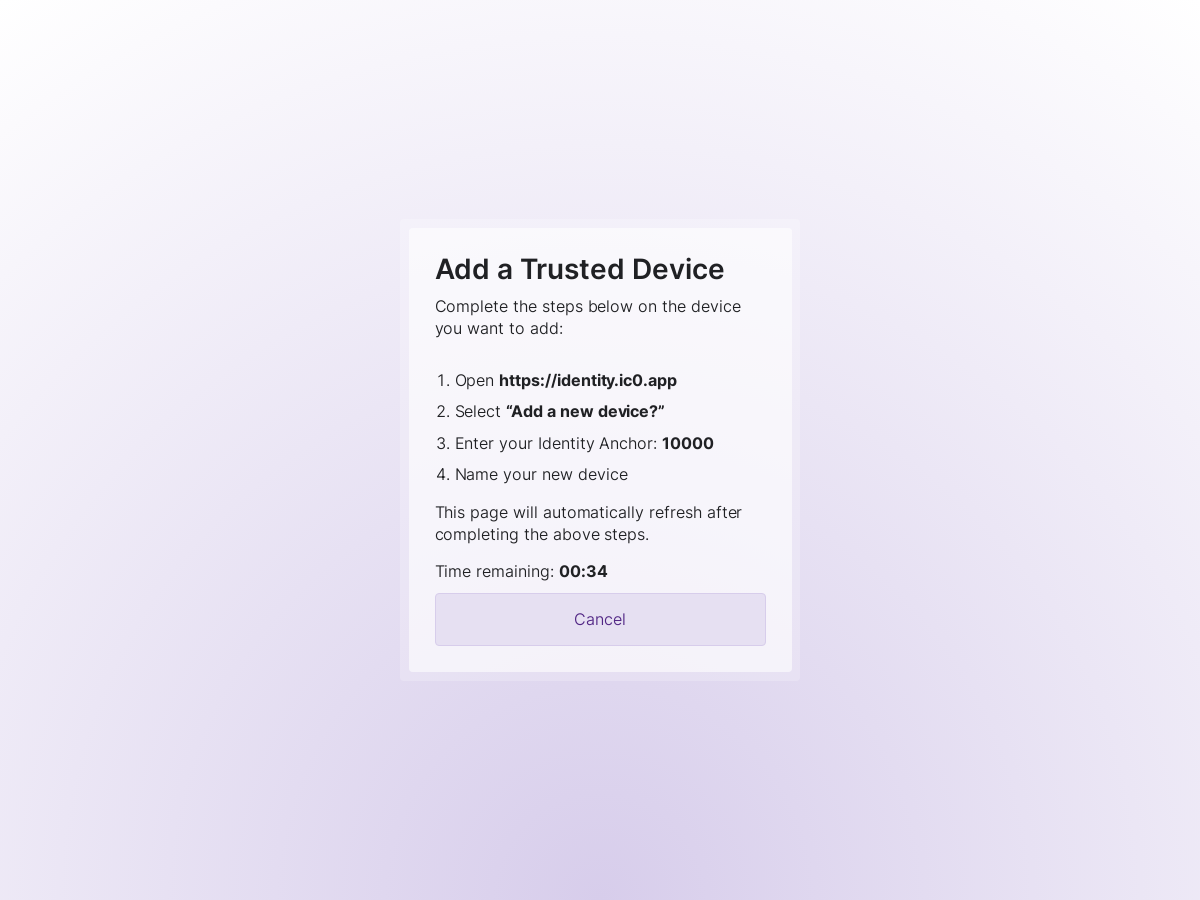 Add a Trusted Device
Complete the steps below on the device
you want to add:
1. Open https://identity.ic0.app
2. Select “Add a new device?”
3. Enter your Identity Anchor: 10000
4. Name your new device
This page will automatically refresh after
completing the above steps.
Time remaining: 00:34
Cancel